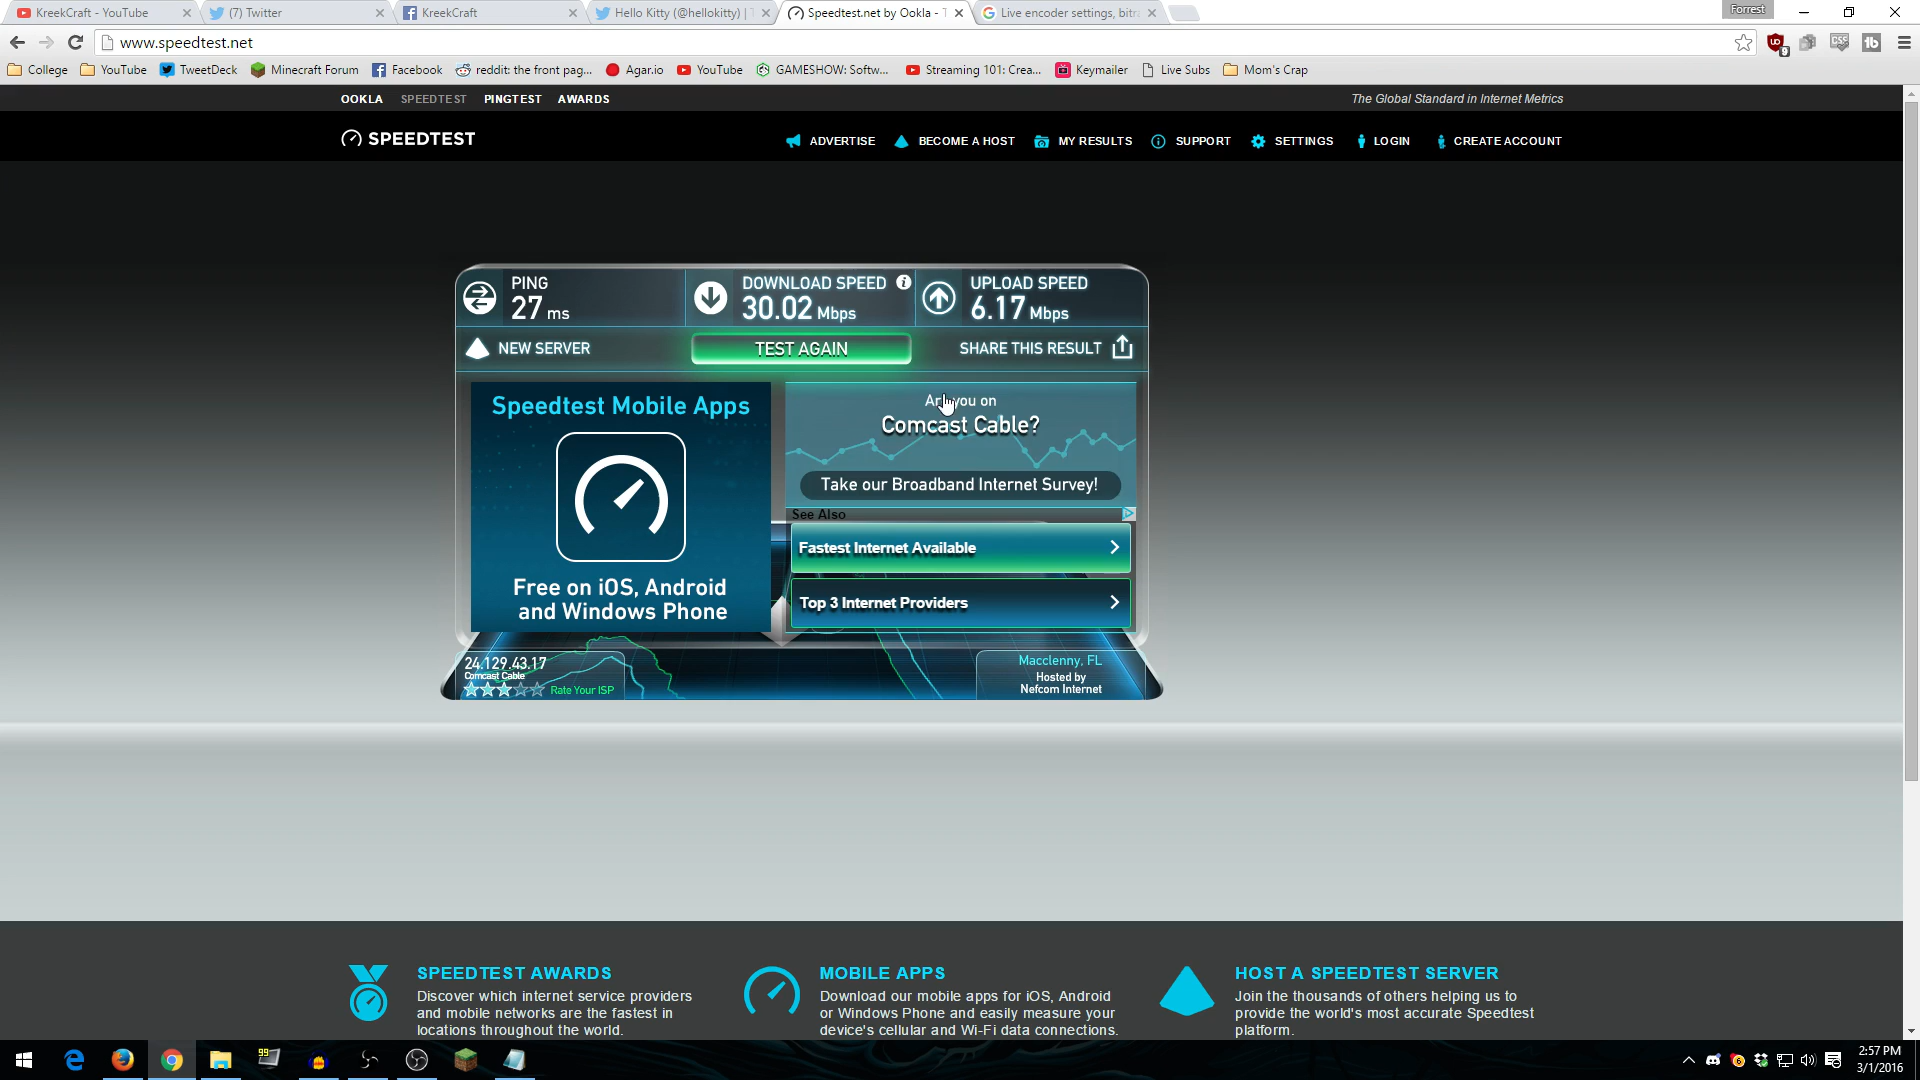 KreekCraft - YouTube
(7) Twitter
KreekCraft
Hello Kitty (@hellokitty) |
Speedtest.net by Ookla -
Live encoder settings, bitr
Forrest
www.speedtest.net
College
YouTube
TweetDeck
Minecraft Forum
Facebook
reddit: the front pag...
Agar.io
YouTube
GAMESHOW: Softw...
Streaming 101: Crea...
Keymailer
Live Subs
Mom's Crap
OOKLA
SPEEDTEST
PINGTEST
AWARDS
The Global Standard in Internet Metrics
SPEEDTEST
ADVERTISE
BECOME A HOST
MY RESULTS
SUPPORT
SETTINGS
LOGIN
CREATE ACCOUNT
PING
27 ms
DOWNLOAD SPEED
30.02 Mbps
UPLOAD SPEED
6.17 Mbps
NEW SERVER
TEST AGAIN
SHARE THIS RESULT
Speedtest Mobile Apps
Free on iOS, Android
and Windows Phone
you on
Comcast Cable?
Take our Broadband Internet Survey!
See Also
Fastest Internet Available
Top 3 Internet Providers
24.129.43.17
Comcast Cable
Rate Your ISP
Macclenny, FL
Hosted by
Nefcom Internet
SPEEDTEST AWARDS
Discover which internet service providers
and mobile networks are the fastest in
locations throughout the world.
MOBILE APPS
Download our mobile apps for iOS, Android
or Windows Phone and easily measure your
device's cellular and Wi-Fi data connections.
HOST A SPEEDTEST SERVER
Join the thousands of others helping us to
provide the world's most accurate Speedtest
platform.
2:57 PM
3/1/2016